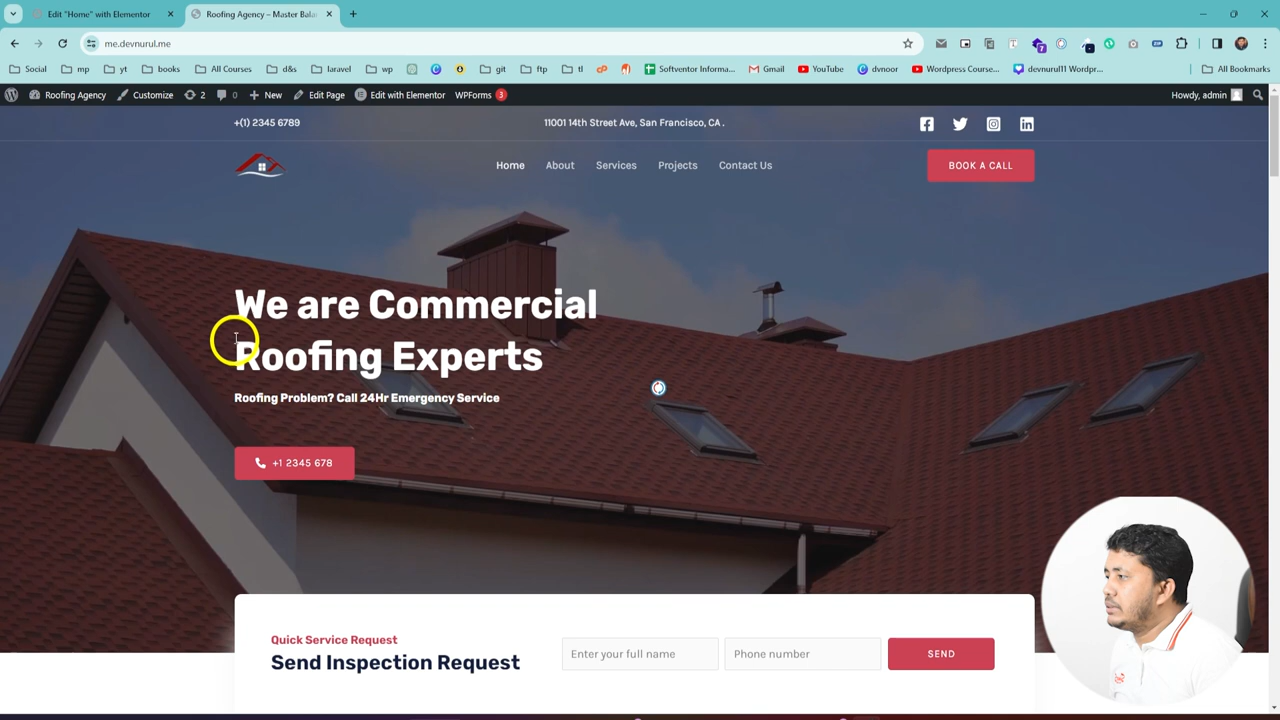 Edit "Home" with Elementor
Roofing Agency – Master Bala
me.devnurul.me
Social
mp
yt
books
All Courses
d&s
laravel
wp
git
ftp
tl
Softventor Informa...
Gmail
YouTube
dvnoor
Wordpress Course...
devnurul11 Wordpr...
All Bookmarks
Roofing Agency
Customize
2
0
New
Edit Page
Edit with Elementor
WPForms 3
Howdy, admin
+(1) 2345 6789
11001 14th Street Ave, San Francisco, CA .
Home
About
Services
Projects
Contact Us
BOOK A CALL
We are Commercial
Roofing Experts
Roofing Problem? Call 24Hr Emergency Service
+1 2345 678
Quick Service Request
Send Inspection Request
Enter your full name
Phone number
SEND